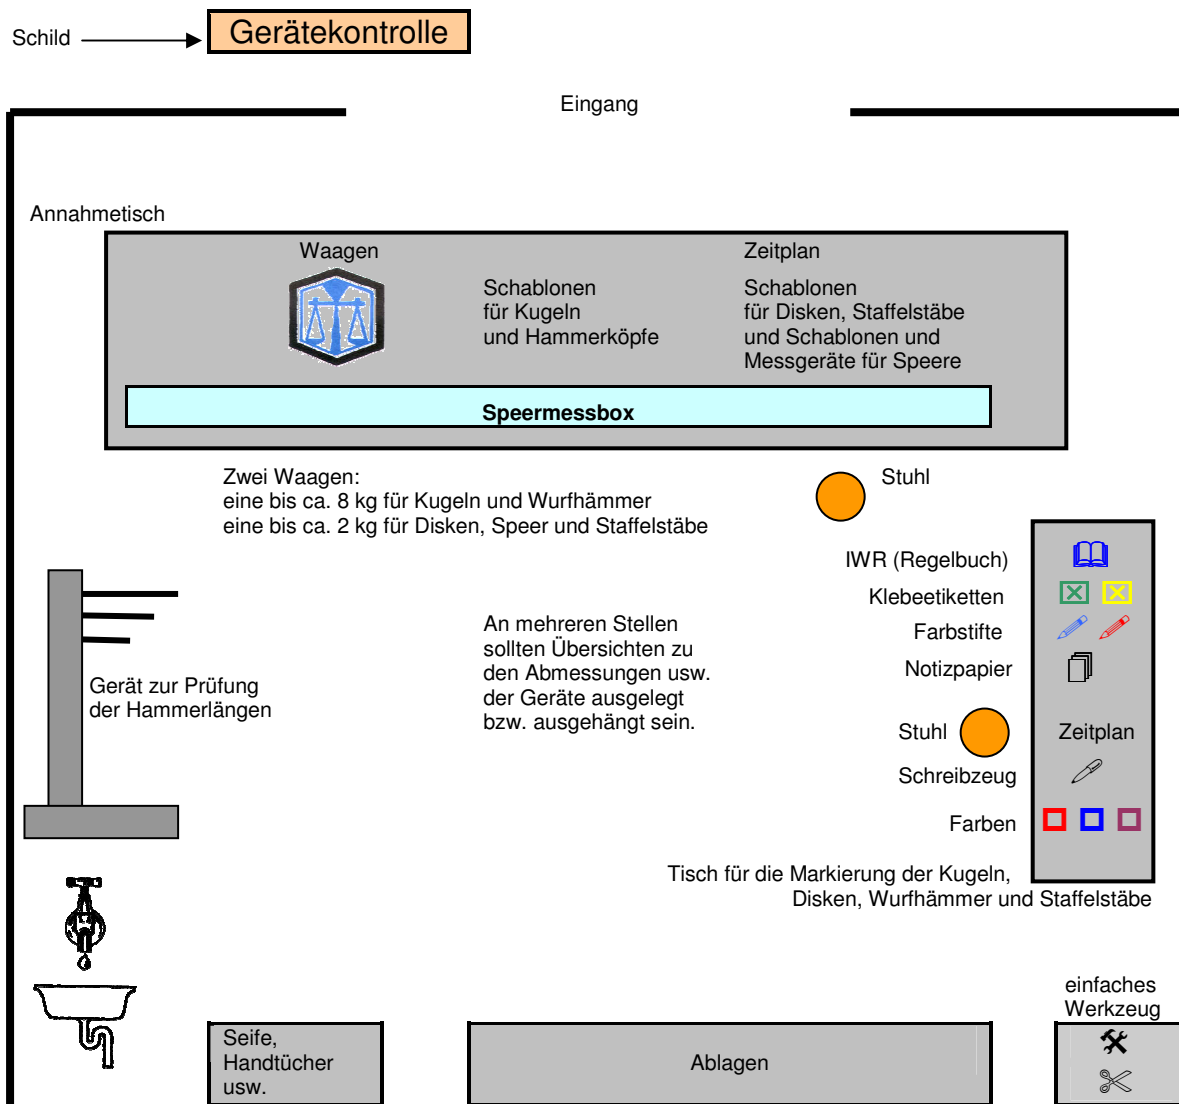 Schild
Gerätekontrolle
Eingang
Annahmetisch
Waagen
Schablonen
für Kugeln
und Hammerköpfe
Zeitplan
Schablonen
für Disken, Staffelstäbe
und Schablonen und
Messgeräte für Speere
Speermessbox
Zwei Waagen:
eine bis ca. 8 kg für Kugeln und Wurfhämmer
eine bis ca. 2 kg für Disken, Speer und Staffelstäbe
Stuhl
IWR (Regelbuch)
Klebeetiketten
Farbstifte
Notizpapier
An mehreren Stellen
sollten Übersichten zu
den Abmessungen usw.
der Geräte ausgelegt
bzw. ausgehängt sein.
Gerät zur Prüfung
der Hammerlängen
Stuhl
Zeitplan
Schreibzeug
Farben
Tisch für die Markierung der Kugeln,
Disken, Wurfhämmer und Staffelstäbe
einfaches
Werkzeug
Seife,
Handtücher
usw.
Ablagen